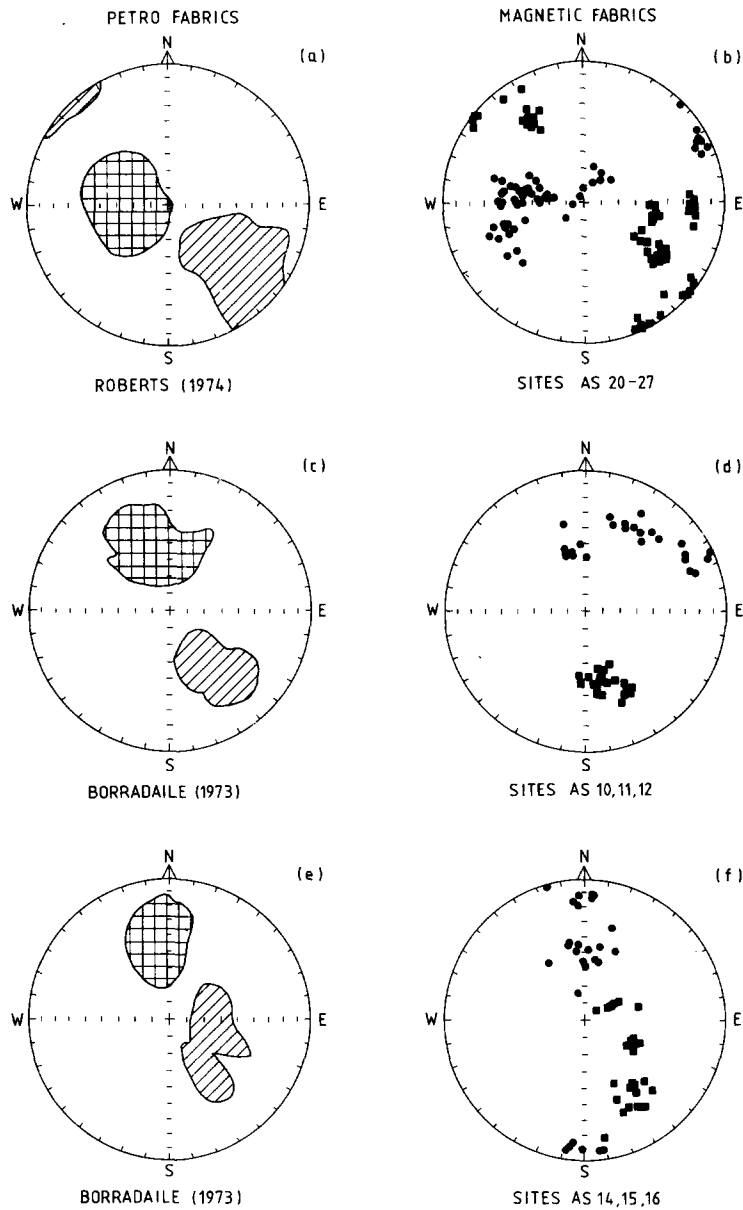 PETRO FABRICS
MAGNETIC FABRICS
N
(a)
W
E
S
ROBERTS (1974)
N
(b)
W
E
S
SITES AS 20-27
N
(c)
W
E
S
BORRADAILE (1973)
N
(d)
W
E
S
SITES AS 10,11,12
N
(e)
W
E
S
BORRADAILE (1973)
N
(f)
W
E
S
SITES AS 14,15,16